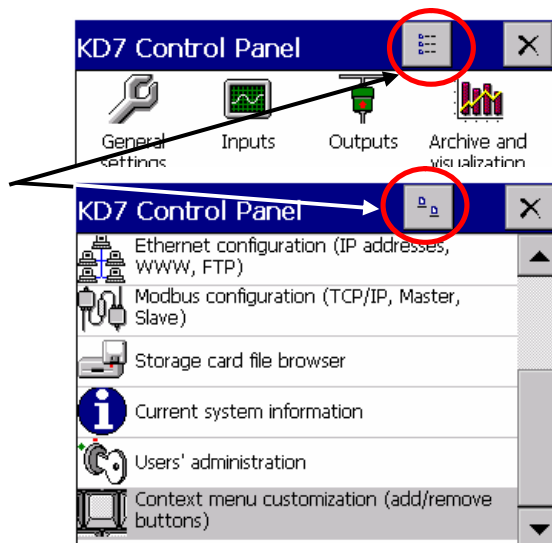 KD7 Control Panel
General Inputs Outputs Archive and
settings visualization
KD7 Control Panel
Ethernet configuration (IP addresses,
WWW, FTP)
Modbus configuration (TCP/IP, Master,
Slave)
Storage card file browser
Current system information
Users' administration
Context menu customization (add/remove
buttons)